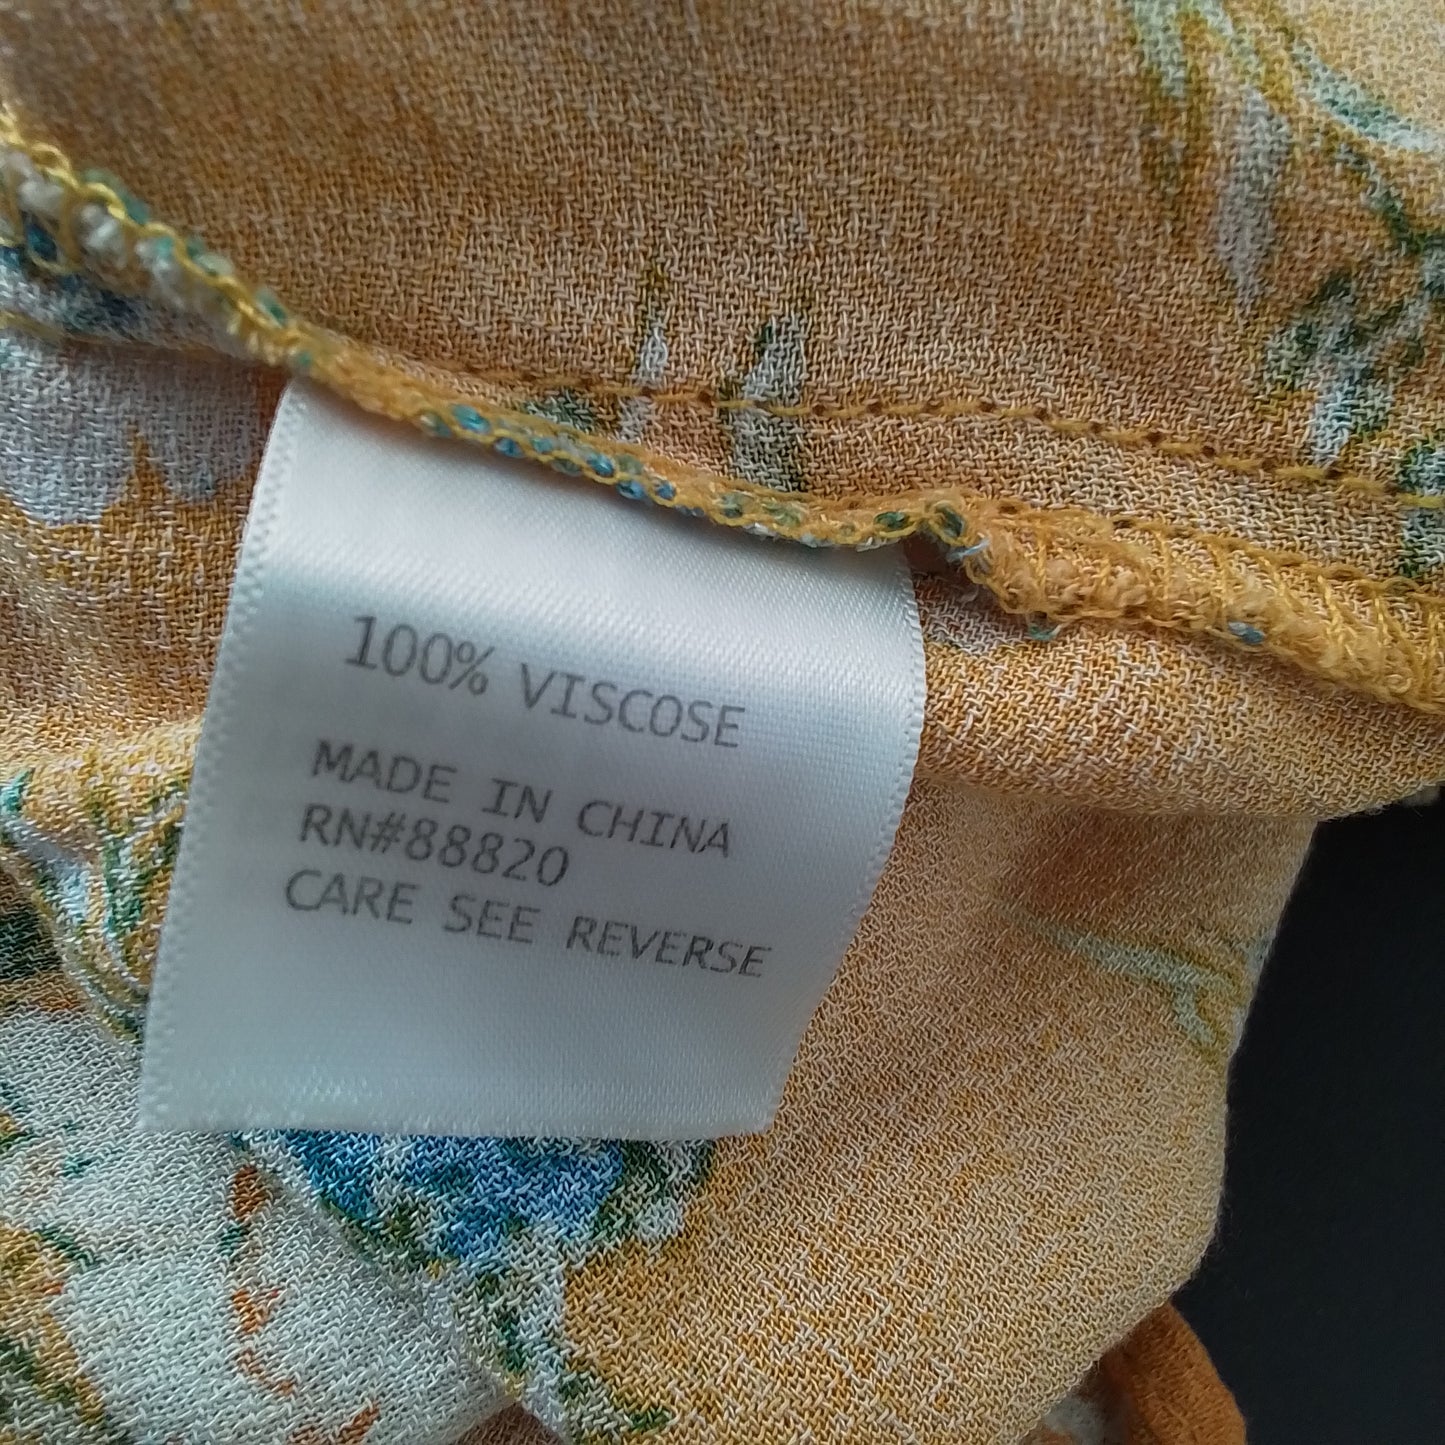 100% VISCOSE
MADE IN CHINA
RN#88820
CARE SEE REVERSE